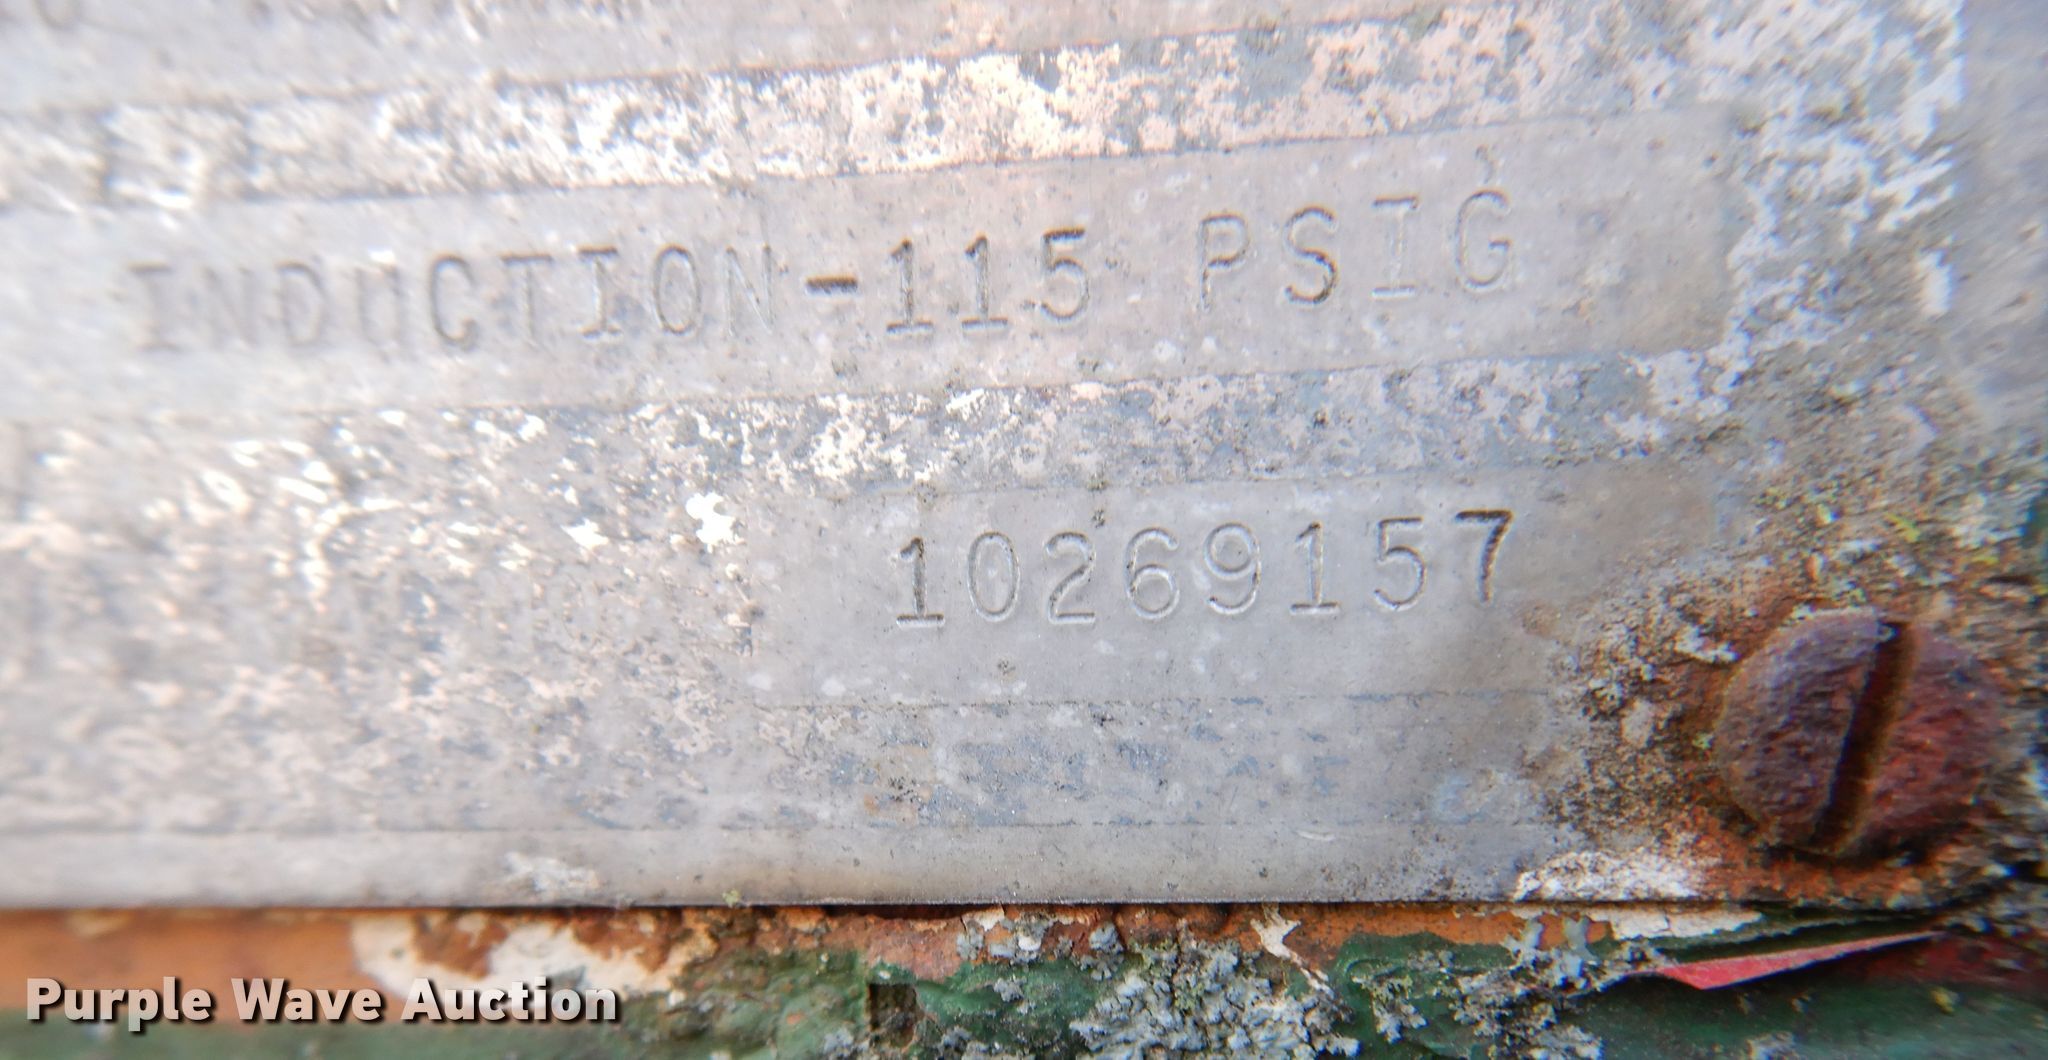 INDUCTION-115 PSIG
10269157
Purple Wave Auction